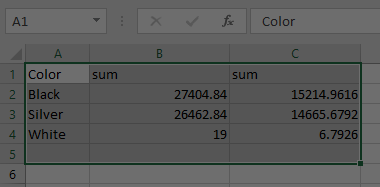 A1 fx Color
A B C
1 Color sum sum
2 Black 27404.84 15214.9616
3 Silver 26462.84 14665.6792
4 White 19 6.7926
5
6